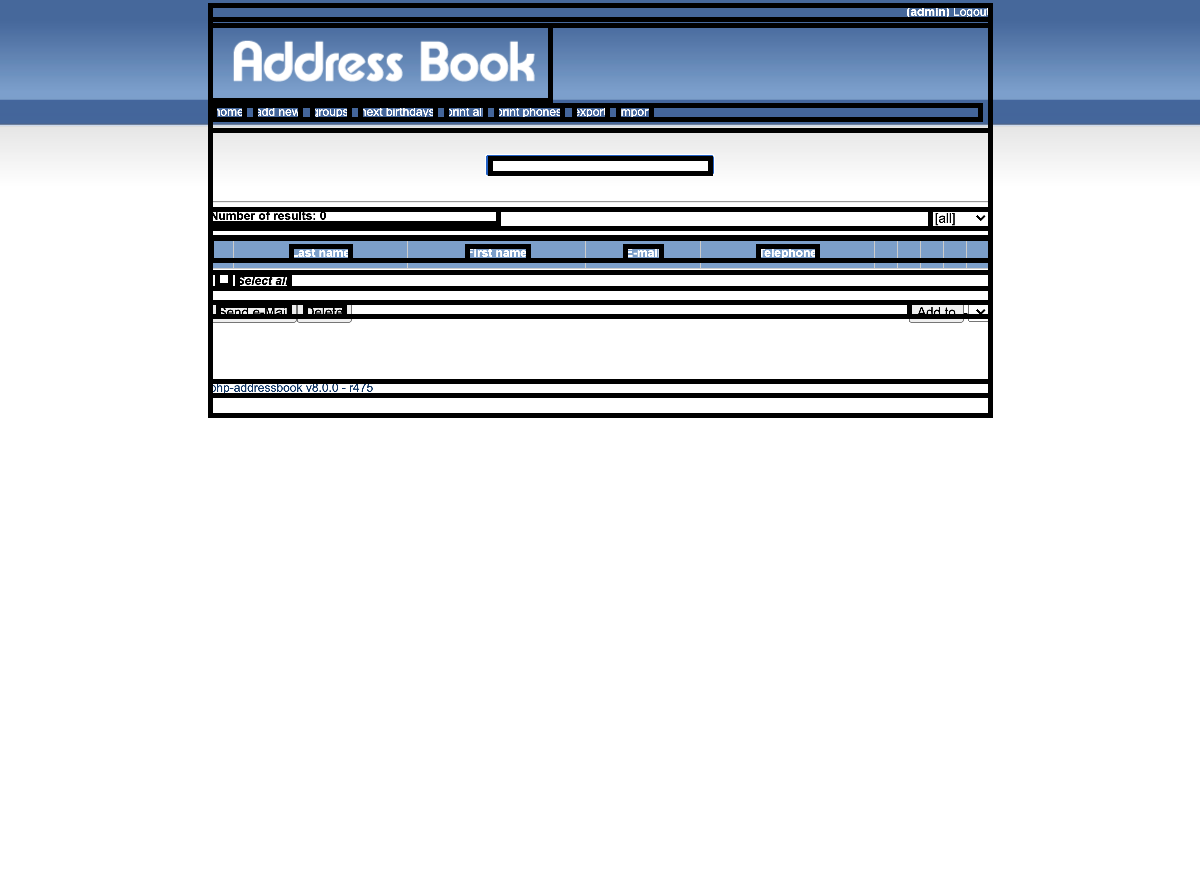 (admin) Logout
Address Book
home add new groups next birthdays print all print phones export import
Number of results: 0
[all]
Last name First name E-mail Telephone
Select all
Send e-Mail Delete Add to -
php-addressbook v8.0.0 - r475